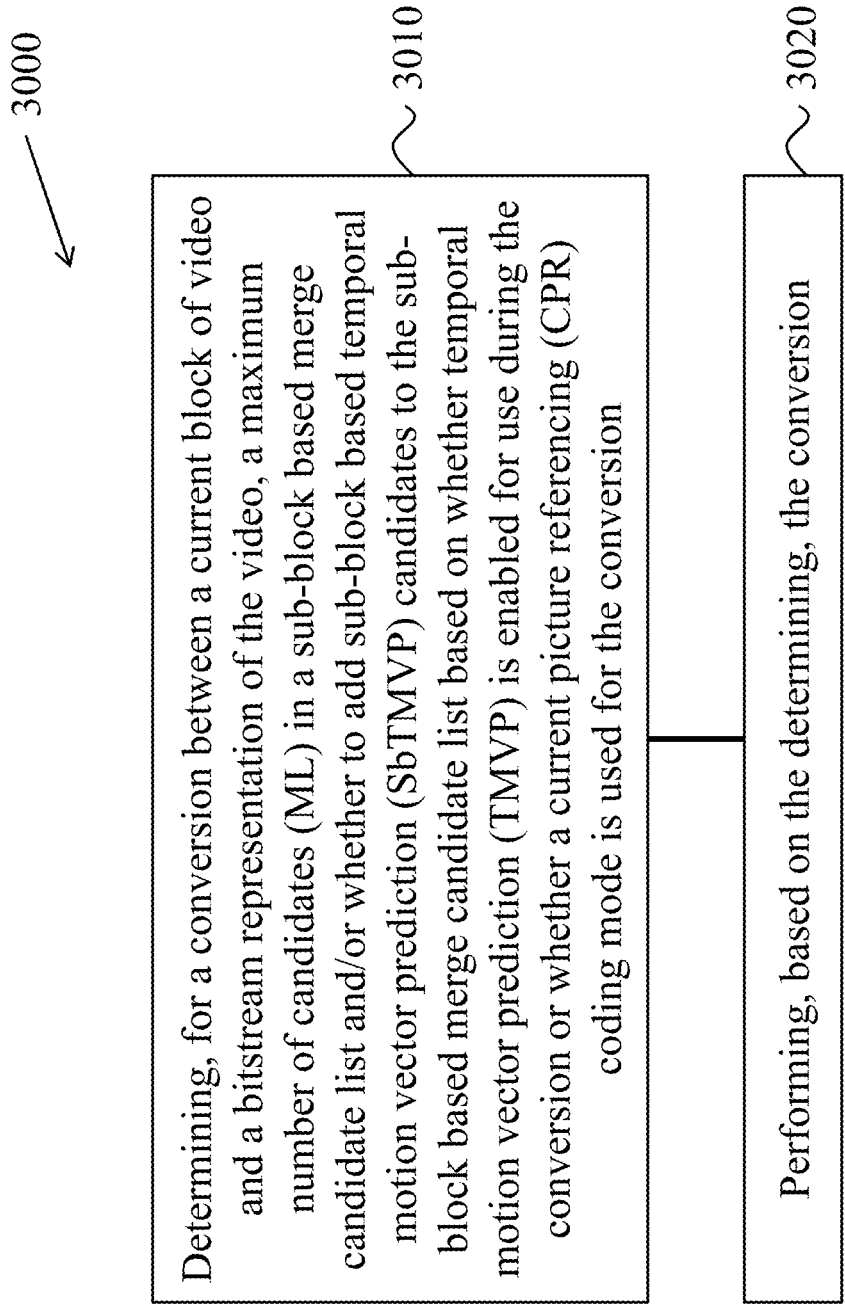 3000
Determining, for a conversion between a current block of video
and a bitstream representation of the video, a maximum
number of candidates (ML) in a sub-block based merge
candidate list and/or whether to add sub-block based temporal
motion vector prediction (SbTMVP) candidates to the sub-
block based merge candidate list based on whether temporal
motion vector prediction (TMVP) is enabled for use during the
conversion or whether a current picture referencing (CPR)
coding mode is used for the conversion
3010
Performing, based on the determining, the conversion
3020